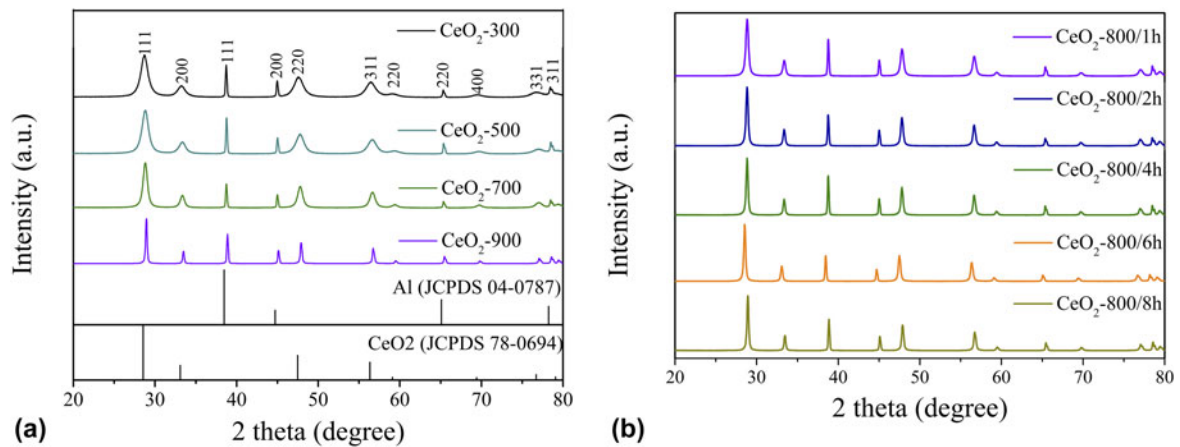 CeO₂-300
111
200
111
200
220
311
220
220
400
331
311
CeO₂-500
CeO₂-700
CeO₂-900
Al (JCPDS 04-0787)
CeO2 (JCPDS 78-0694)
Intensity (a.u.)
20 30 40 50 60 70 80
2 theta (degree)
(a)
CeO₂-800/1h
CeO₂-800/2h
CeO₂-800/4h
CeO₂-800/6h
CeO₂-800/8h
Intensity (a.u.)
20 30 40 50 60 70 80
2 theta (degree)
(b)